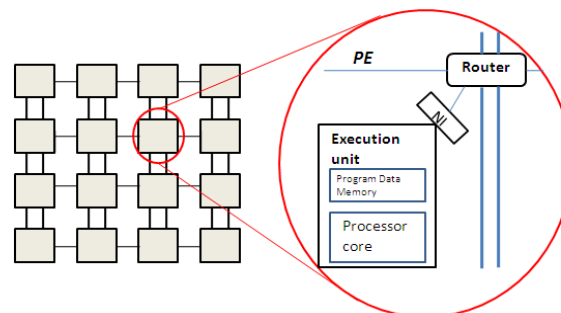 PE
Router
NI
Execution
unit
Program Data
Memory
Processor
core